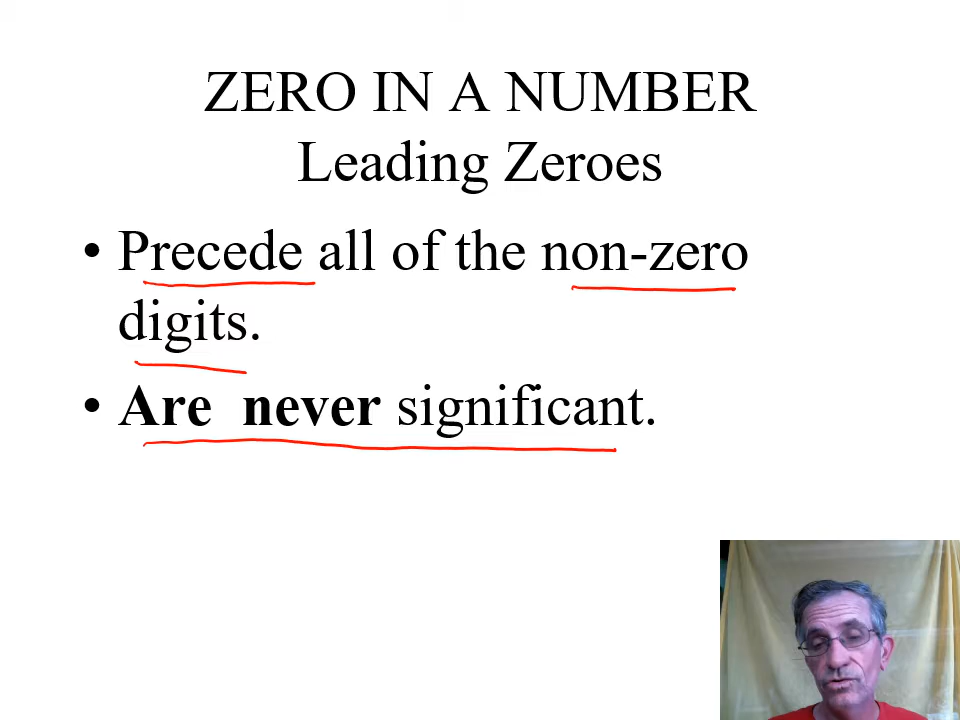 ZERO IN A NUMBER
Leading Zeroes
• Precede all of the non-zero
digits.
• Are never significant.